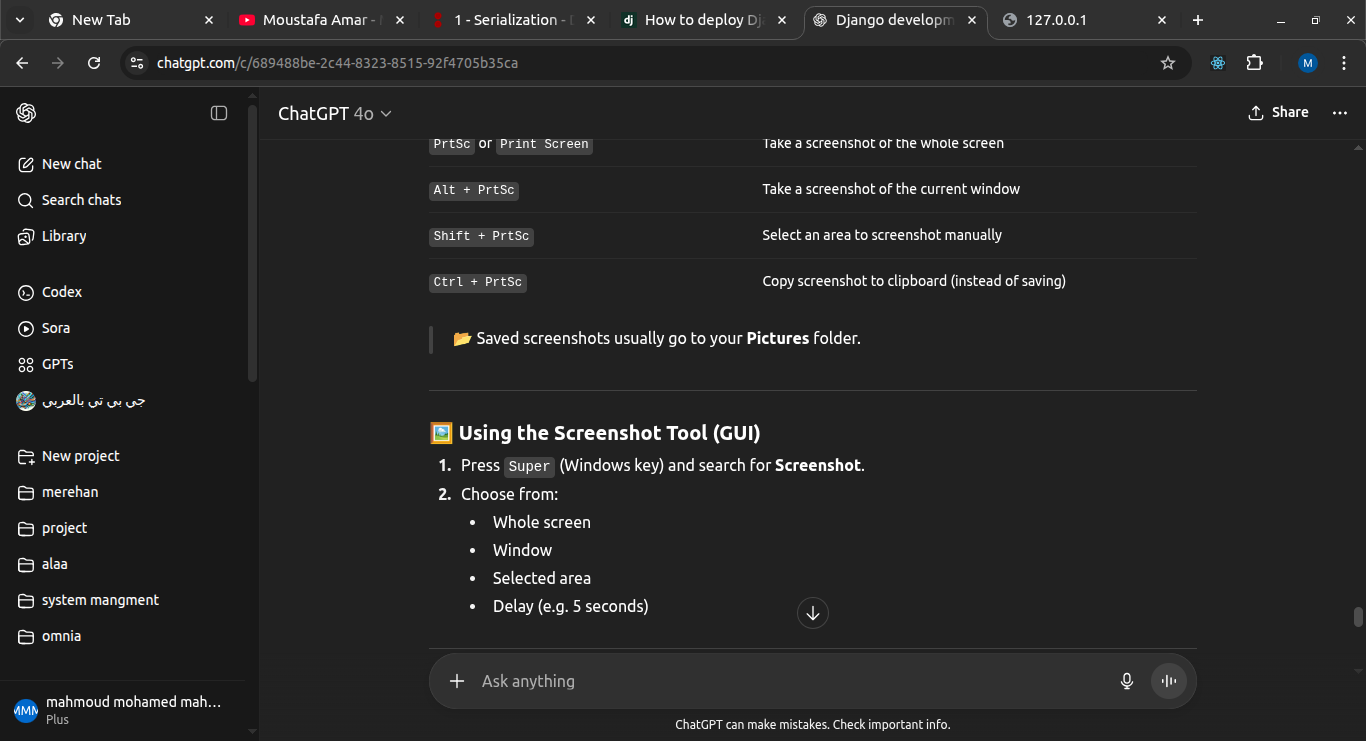 New Tab
Moustafa Amar -
1 - Serialization -
How to deploy Dj
Django developm
127.0.0.1
chatgpt.com/c/689488be-2c44-8323-8515-92f4705b35ca
M
ChatGPT 4o
Share
New chat
Search chats
Library
Codex
Sora
GPTs
جي بي تي بالعربي
New project
merehan
project
alaa
system mangment
omnia
MMM
mahmoud mohamed mah...
Plus
PrtSc or Print Screen Take a screenshot of the whole screen
Alt + PrtSc Take a screenshot of the current window
Shift + PrtSc Select an area to screenshot manually
Ctrl + PrtSc Copy screenshot to clipboard (instead of saving)
📂 Saved screenshots usually go to your Pictures folder.
🖼️ Using the Screenshot Tool (GUI)
1. Press Super (Windows key) and search for Screenshot.
2. Choose from:
• Whole screen
• Window
• Selected area
• Delay (e.g. 5 seconds)
Ask anything
ChatGPT can make mistakes. Check important info.